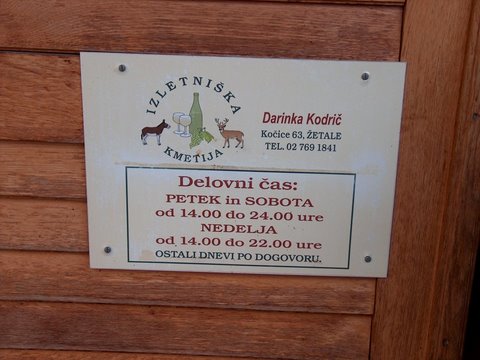 IZLETNIŠKA
KMETIJA
Darinka Kodrič
Kočice 63, ŽETALE
TEL. 02 769 1841
Delovni čas:
PETEK in SOBOTA
od 14.00 do 24.00 ure
NEDELJA
od 14.00 do 22.00 ure
OSTALI DNEVI PO DOGOVORU.